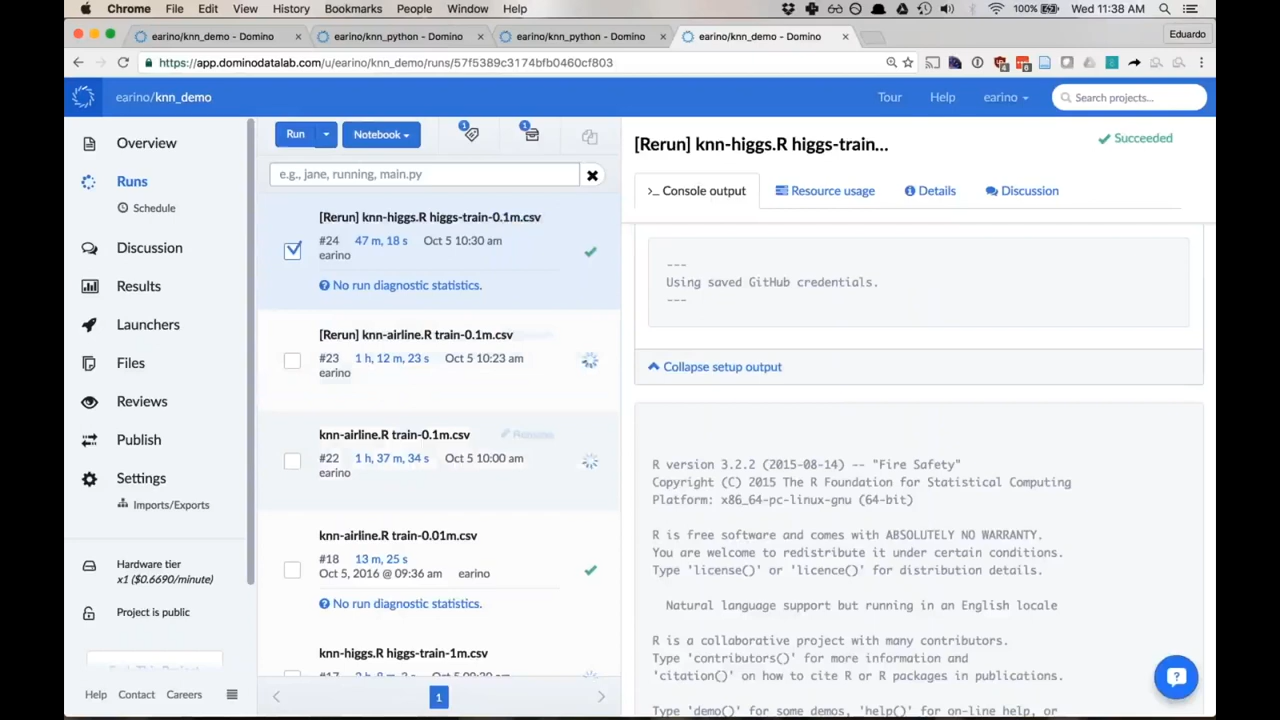 Chrome File Edit View History Bookmarks People Window Help 100% Wed 11:38 AM
earino/knn_demo - Domino × earino/knn_python - Domino × earino/knn_python - Domino × earino/knn_demo - Domino × Eduardo
https://app.dominodatalab.com/u/earino/knn_demo/runs/57f5389c3174bfb0460cf803
earino/knn_demo Tour Help earino Search projects...
Overview
Runs
Schedule
Discussion
Results
Launchers
Files
Reviews
Publish
Settings
Imports/Exports
Hardware tier
x1 ($0.6690/minute)
Project is public
Help Contact Careers
Run Notebook 1 1
e.g., jane, running, main.py
[Rerun] knn-higgs.R higgs-train-0.1m.csv
#24 47 m, 18 s Oct 5 10:30 am
earino
No run diagnostic statistics.
[Rerun] knn-airline.R train-0.1m.csv
#23 1 h, 12 m, 23 s Oct 5 10:23 am
earino
knn-airline.R train-0.1m.csv
#22 1 h, 37 m, 34 s Oct 5 10:00 am
earino
knn-airline.R train-0.01m.csv
#18 13 m, 25 s
Oct 5, 2016 @ 09:36 am earino
No run diagnostic statistics.
knn-higgs.R higgs-train-1m.csv
1
[Rerun] knn-higgs.R higgs-train... Succeeded
>_ Console output Resource usage Details Discussion
---
Using saved GitHub credentials.
---
Collapse setup output
R version 3.2.2 (2015-08-14) -- "Fire Safety"
Copyright (C) 2015 The R Foundation for Statistical Computing
Platform: x86_64-pc-linux-gnu (64-bit)
R is free software and comes with ABSOLUTELY NO WARRANTY.
You are welcome to redistribute it under certain conditions.
Type 'license()' or 'licence()' for distribution details.
Natural language support but running in an English locale
R is a collaborative project with many contributors.
Type 'contributors()' for more information and
'citation()' on how to cite R or R packages in publications.
Type 'demo()' for some demos, 'help()' for on-line help, or